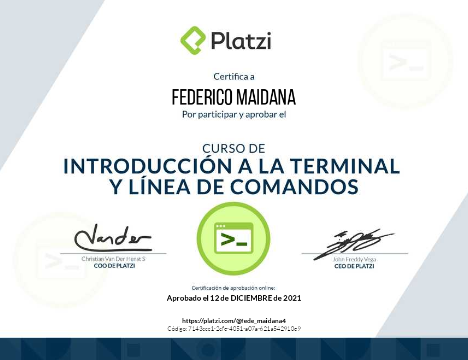 Platzi
Certifica a
FEDERICO MAIDANA
Por participar y aprobar el
CURSO DE
INTRODUCCIÓN A LA TERMINAL
Y LÍNEA DE COMANDOS
>_
Christian Van Der Henst S
COO DE PLATZI
John Freddy Vega
CEO DE PLATZI
Certificación de aprobación online:
Aprobado el 12 de DICIEMBRE de 2021
https://platzi.com/@fede_maidana4
Código: